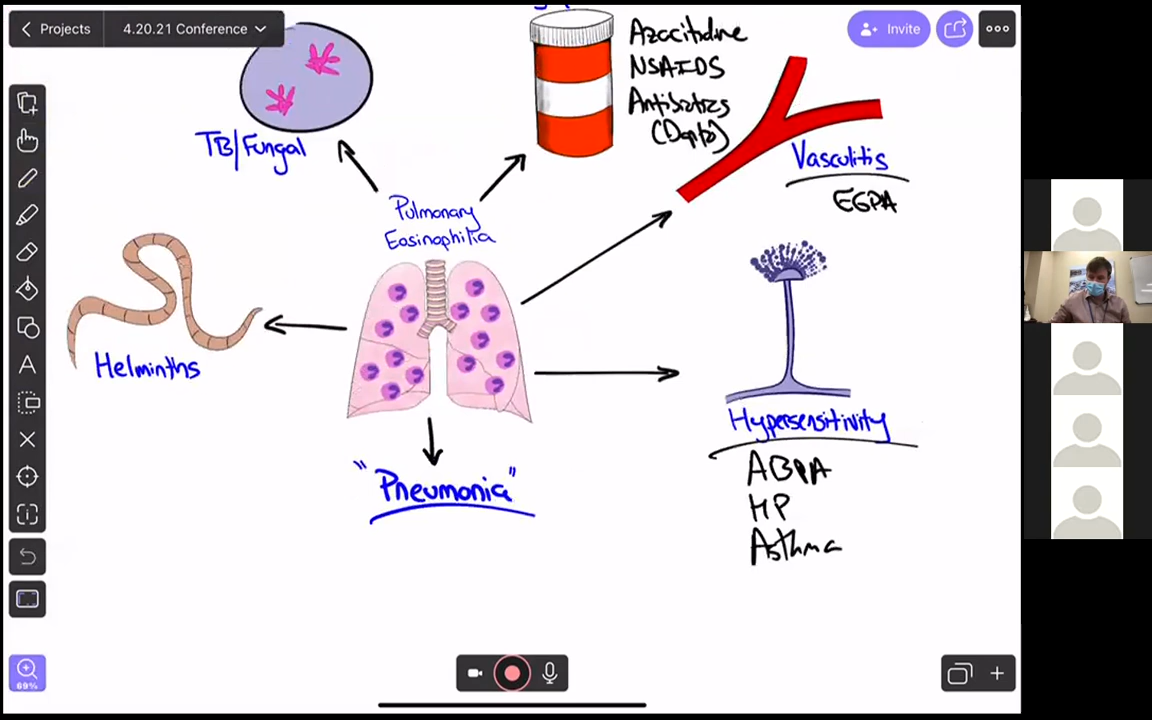 Projects
4.20.21 Conference
Invite
Azacitidine
NSAIDS
Antibiotics
(Dapto)
TB/Fungal
Vasculitis
EGPA
Pulmonary
Eosinophilia
Helminths
"Pneumonia"
Hypersensitivity
ABPA
HP
Asthma
A
69%